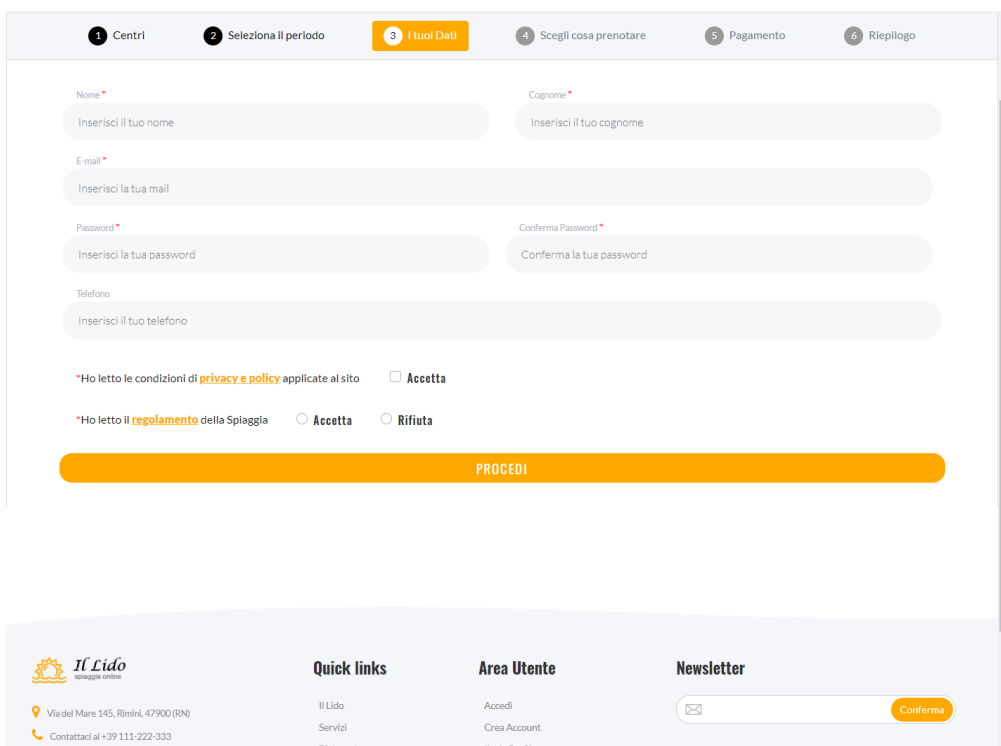 1 Centri 2 Seleziona il periodo 3 I tuoi Dati 4 Scegli cosa prenotare 5 Pagamento 6 Riepilogo
Nome * Cognome *
Inserisci il tuo nome Inserisci il tuo cognome
E-mail *
Inserisci la tua mail
Password * Conferma Password *
Inserisci la tua password Conferma la tua password
Telefono
Inserisci il tuo telefono
*Ho letto le condizioni di privacy e policy applicate al sito Accetta
*Ho letto il regolamento della Spiaggia Accetta Rifiuta
PROCEDI
Il Lido
spiaggia online
Quick links Area Utente Newsletter
Via del Mare 145, Rimini, 47900 (RN) Il Lido Accedi Conferma
Contattaci al +39 111-222-333 Servizi Crea Account